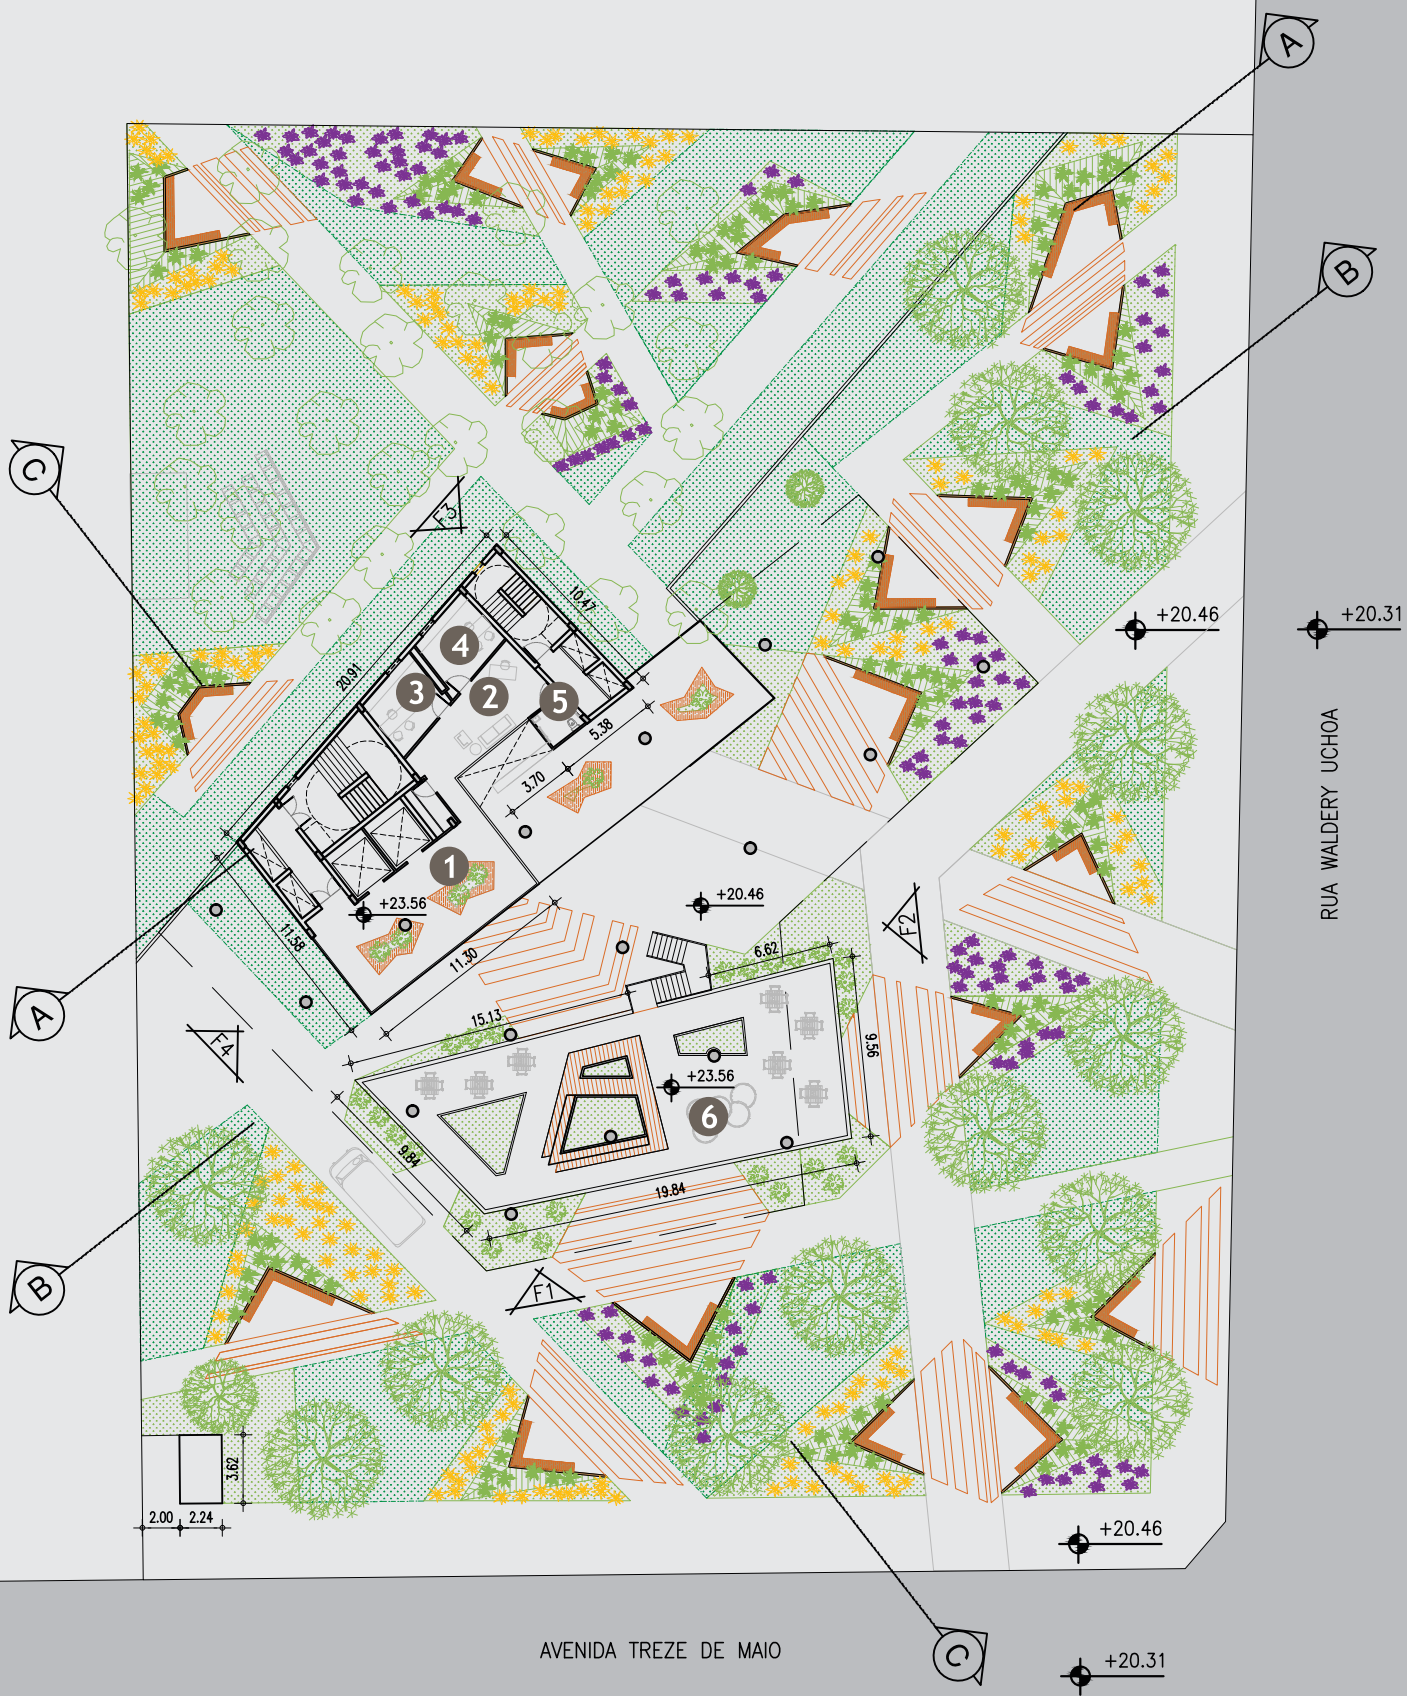 A
B
C
F3
10.47
+20.46
+20.31
20.91
4
3
2
5
5.38
3.70
RUA WALDERY UCHOA
1
+23.56
+20.46
F2
11.58
11.30
6.62
A
15.13
F4
9.56
+23.56
6
9.84
19.84
B
F1
3.62
2.00
2.24
+20.46
AVENIDA TREZE DE MAIO
C
+20.31